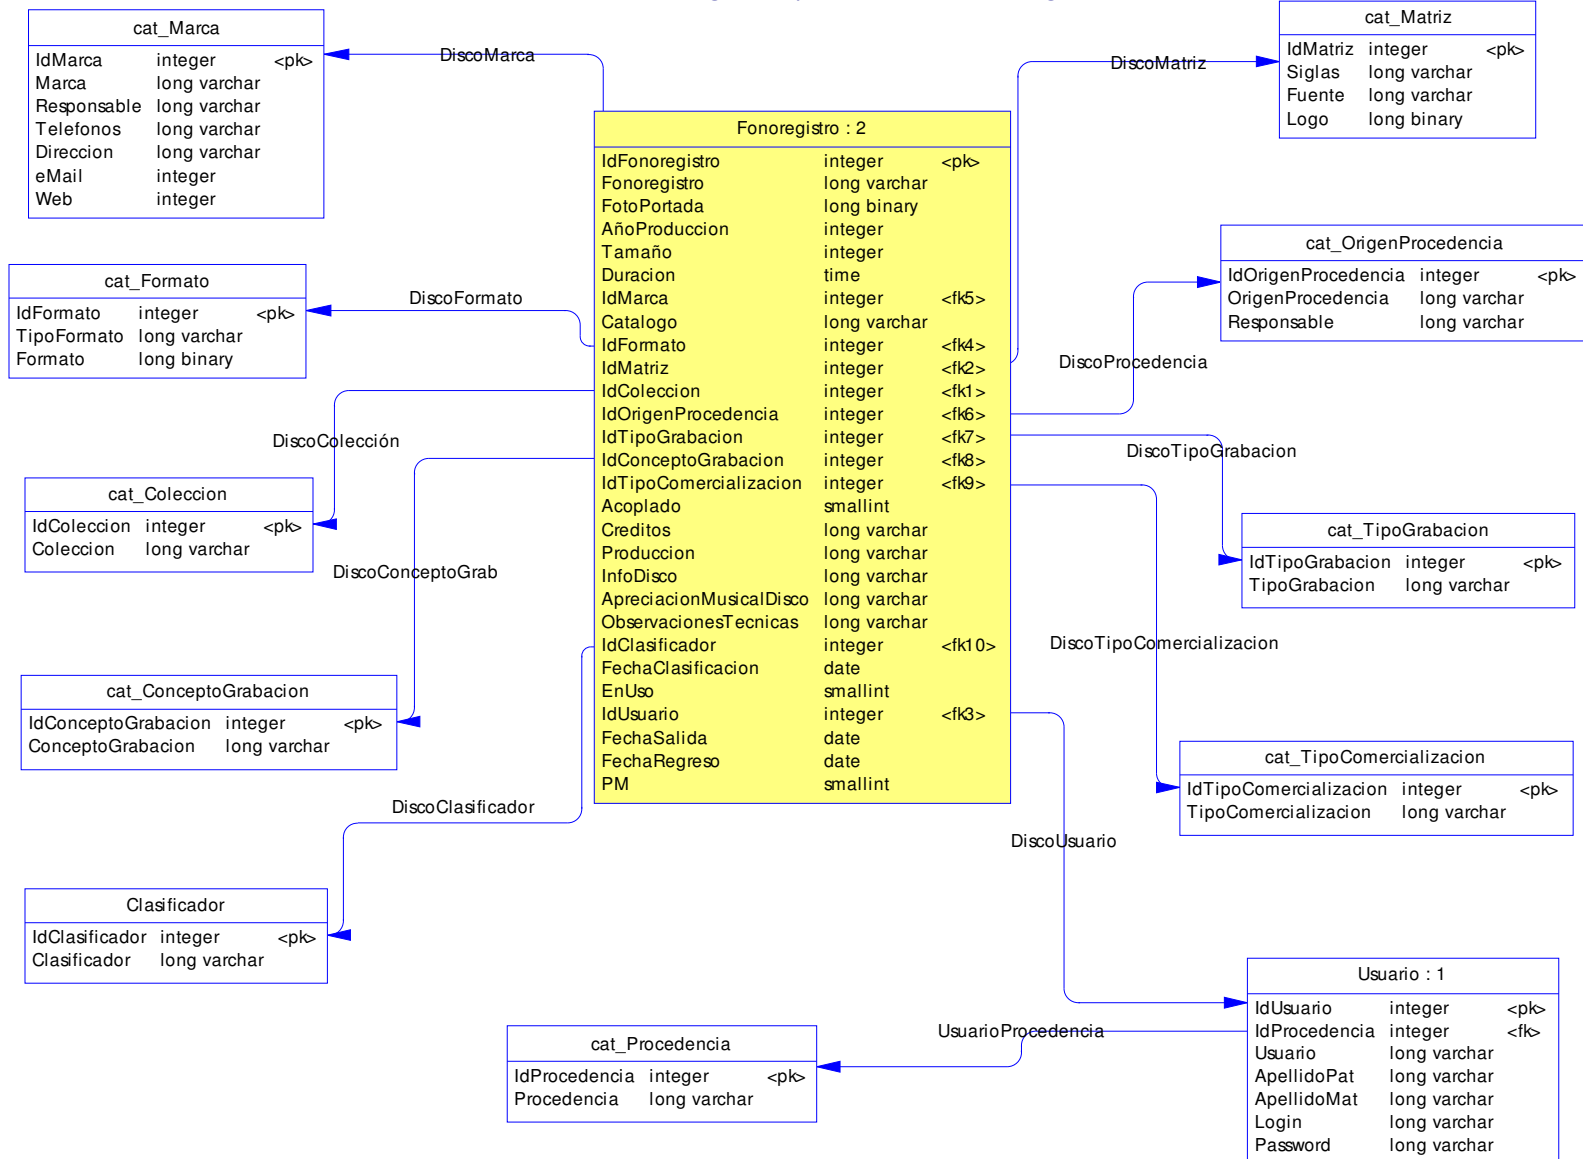 cat_Marca
IdMarca integer <pk>
Marca long varchar
Responsable long varchar
Telefonos long varchar
Direccion long varchar
eMail integer
Web integer
DiscoMarca
cat_Matriz
IdMatriz integer <pk>
Siglas long varchar
Fuente long varchar
Logo long binary
DiscoMatriz
Fonoregistro : 2
IdFonoregistro integer <pk>
Fonoregistro long varchar
FotoPortada long binary
AñoProduccion integer
Tamaño integer
Duracion time
IdMarca integer <fk5>
Catalogo long varchar
IdFormato integer <fk4>
IdMatriz integer <fk2>
IdColeccion integer <fk1>
IdOrigenProcedencia integer <fk6>
IdTipoGrabacion integer <fk7>
IdConceptoGrabacion integer <fk8>
IdTipoComercializacion integer <fk9>
Acoplado smallint
Creditos long varchar
Produccion long varchar
InfoDisco long varchar
ApreciacionMusicalDisco long varchar
ObservacionesTecnicas long varchar
IdClasificador integer <fk10>
FechaClasificacion date
EnUso smallint
IdUsuario integer <fk3>
FechaSalida date
FechaRegreso date
PM smallint
cat_OrigenProcedencia
IdOrigenProcedencia integer <pk>
OrigenProcedencia long varchar
Responsable long varchar
DiscoProcedencia
cat_Formato
IdFormato integer <pk>
TipoFormato long varchar
Formato long binary
DiscoFormato
DiscoColección
cat_Coleccion
IdColeccion integer <pk>
Coleccion long varchar
DiscoTipoGrabacion
cat_TipoGrabacion
IdTipoGrabacion integer <pk>
TipoGrabacion long varchar
DiscoConceptoGrab
cat_ConceptoGrabacion
IdConceptoGrabacion integer <pk>
ConceptoGrabacion long varchar
DiscoTipoComercializacion
cat_TipoComercializacion
IdTipoComercializacion integer <pk>
TipoComercializacion long varchar
DiscoClasificador
Clasificador
IdClasificador integer <pk>
Clasificador long varchar
DiscoUsuario
Usuario : 1
IdUsuario integer <pk>
IdProcedencia integer <fk>
Usuario long varchar
ApellidoPat long varchar
ApellidoMat long varchar
Login long varchar
Password long varchar
UsuarioProcedencia
cat_Procedencia
IdProcedencia integer <pk>
Procedencia long varchar